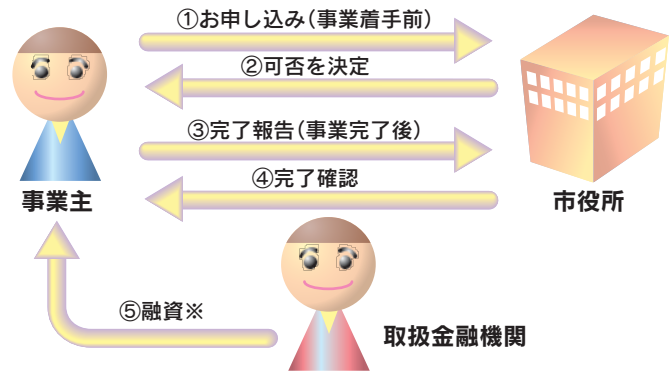 ①お申し込み(事業着手前)
②可否を決定
③完了報告(事業完了後)
④完了確認
事業主
市役所
⑤融資※
取扱金融機関